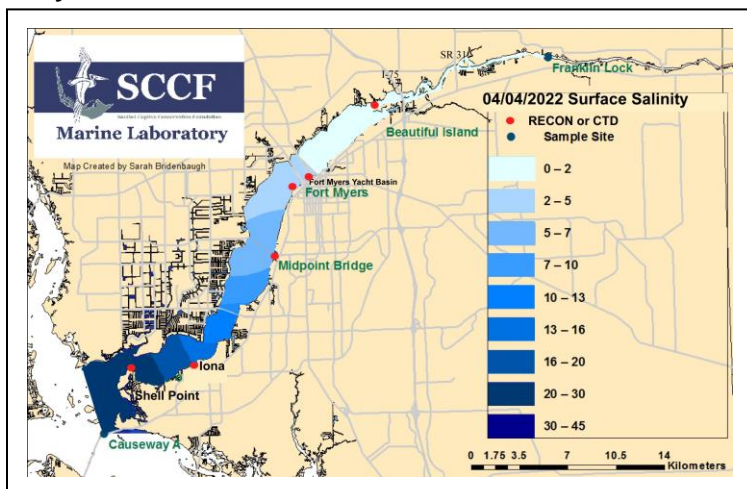 SCCF
Marine Laboratory
Map Created by Sarah Bridenbaugh
SR 31
I-75
Franklin Lock
04/04/2022 Surface Salinity
RECON or CTD
Sample Site
Beautiful Island
Fort Myers Yacht Basin
Fort Myers
Midpoint Bridge
Iona
Shell Point
Causeway A
0 – 2
2 – 5
5 – 7
7 – 10
10 – 13
13 – 16
16 – 20
20 – 30
30 – 45
0 1.75 3.5 7 10.5 14
Kilometers